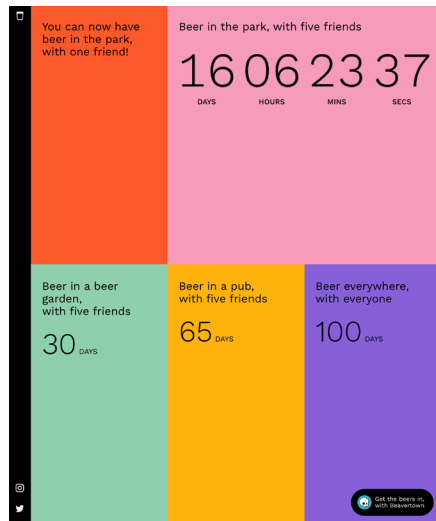 You can now have
beer in the park,
with one friend!
Beer in the park, with five friends
16 06 23 37
DAYS HOURS MINS SECS
Beer in a beer
garden,
with five friends
30 DAYS
Beer in a pub,
with five friends
65 DAYS
Beer everywhere,
with everyone
100 DAYS
Get the beers in,
with Beavertown